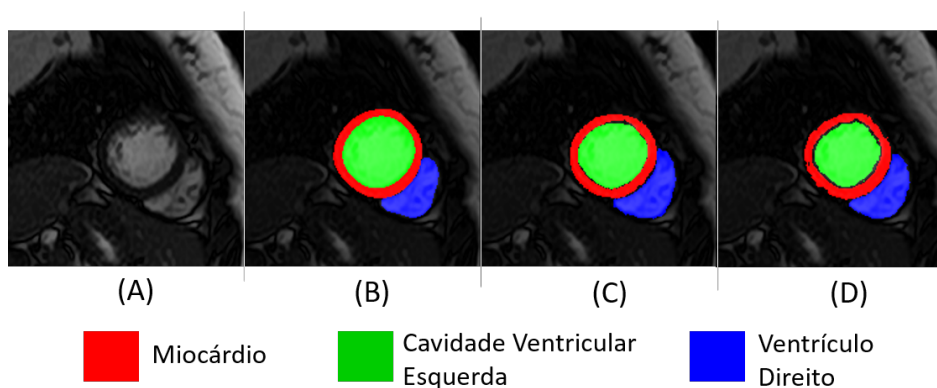 (A)
(B)
(C)
(D)
Miocárdio
Cavidade Ventricular
Esquerda
Ventrículo
Direito